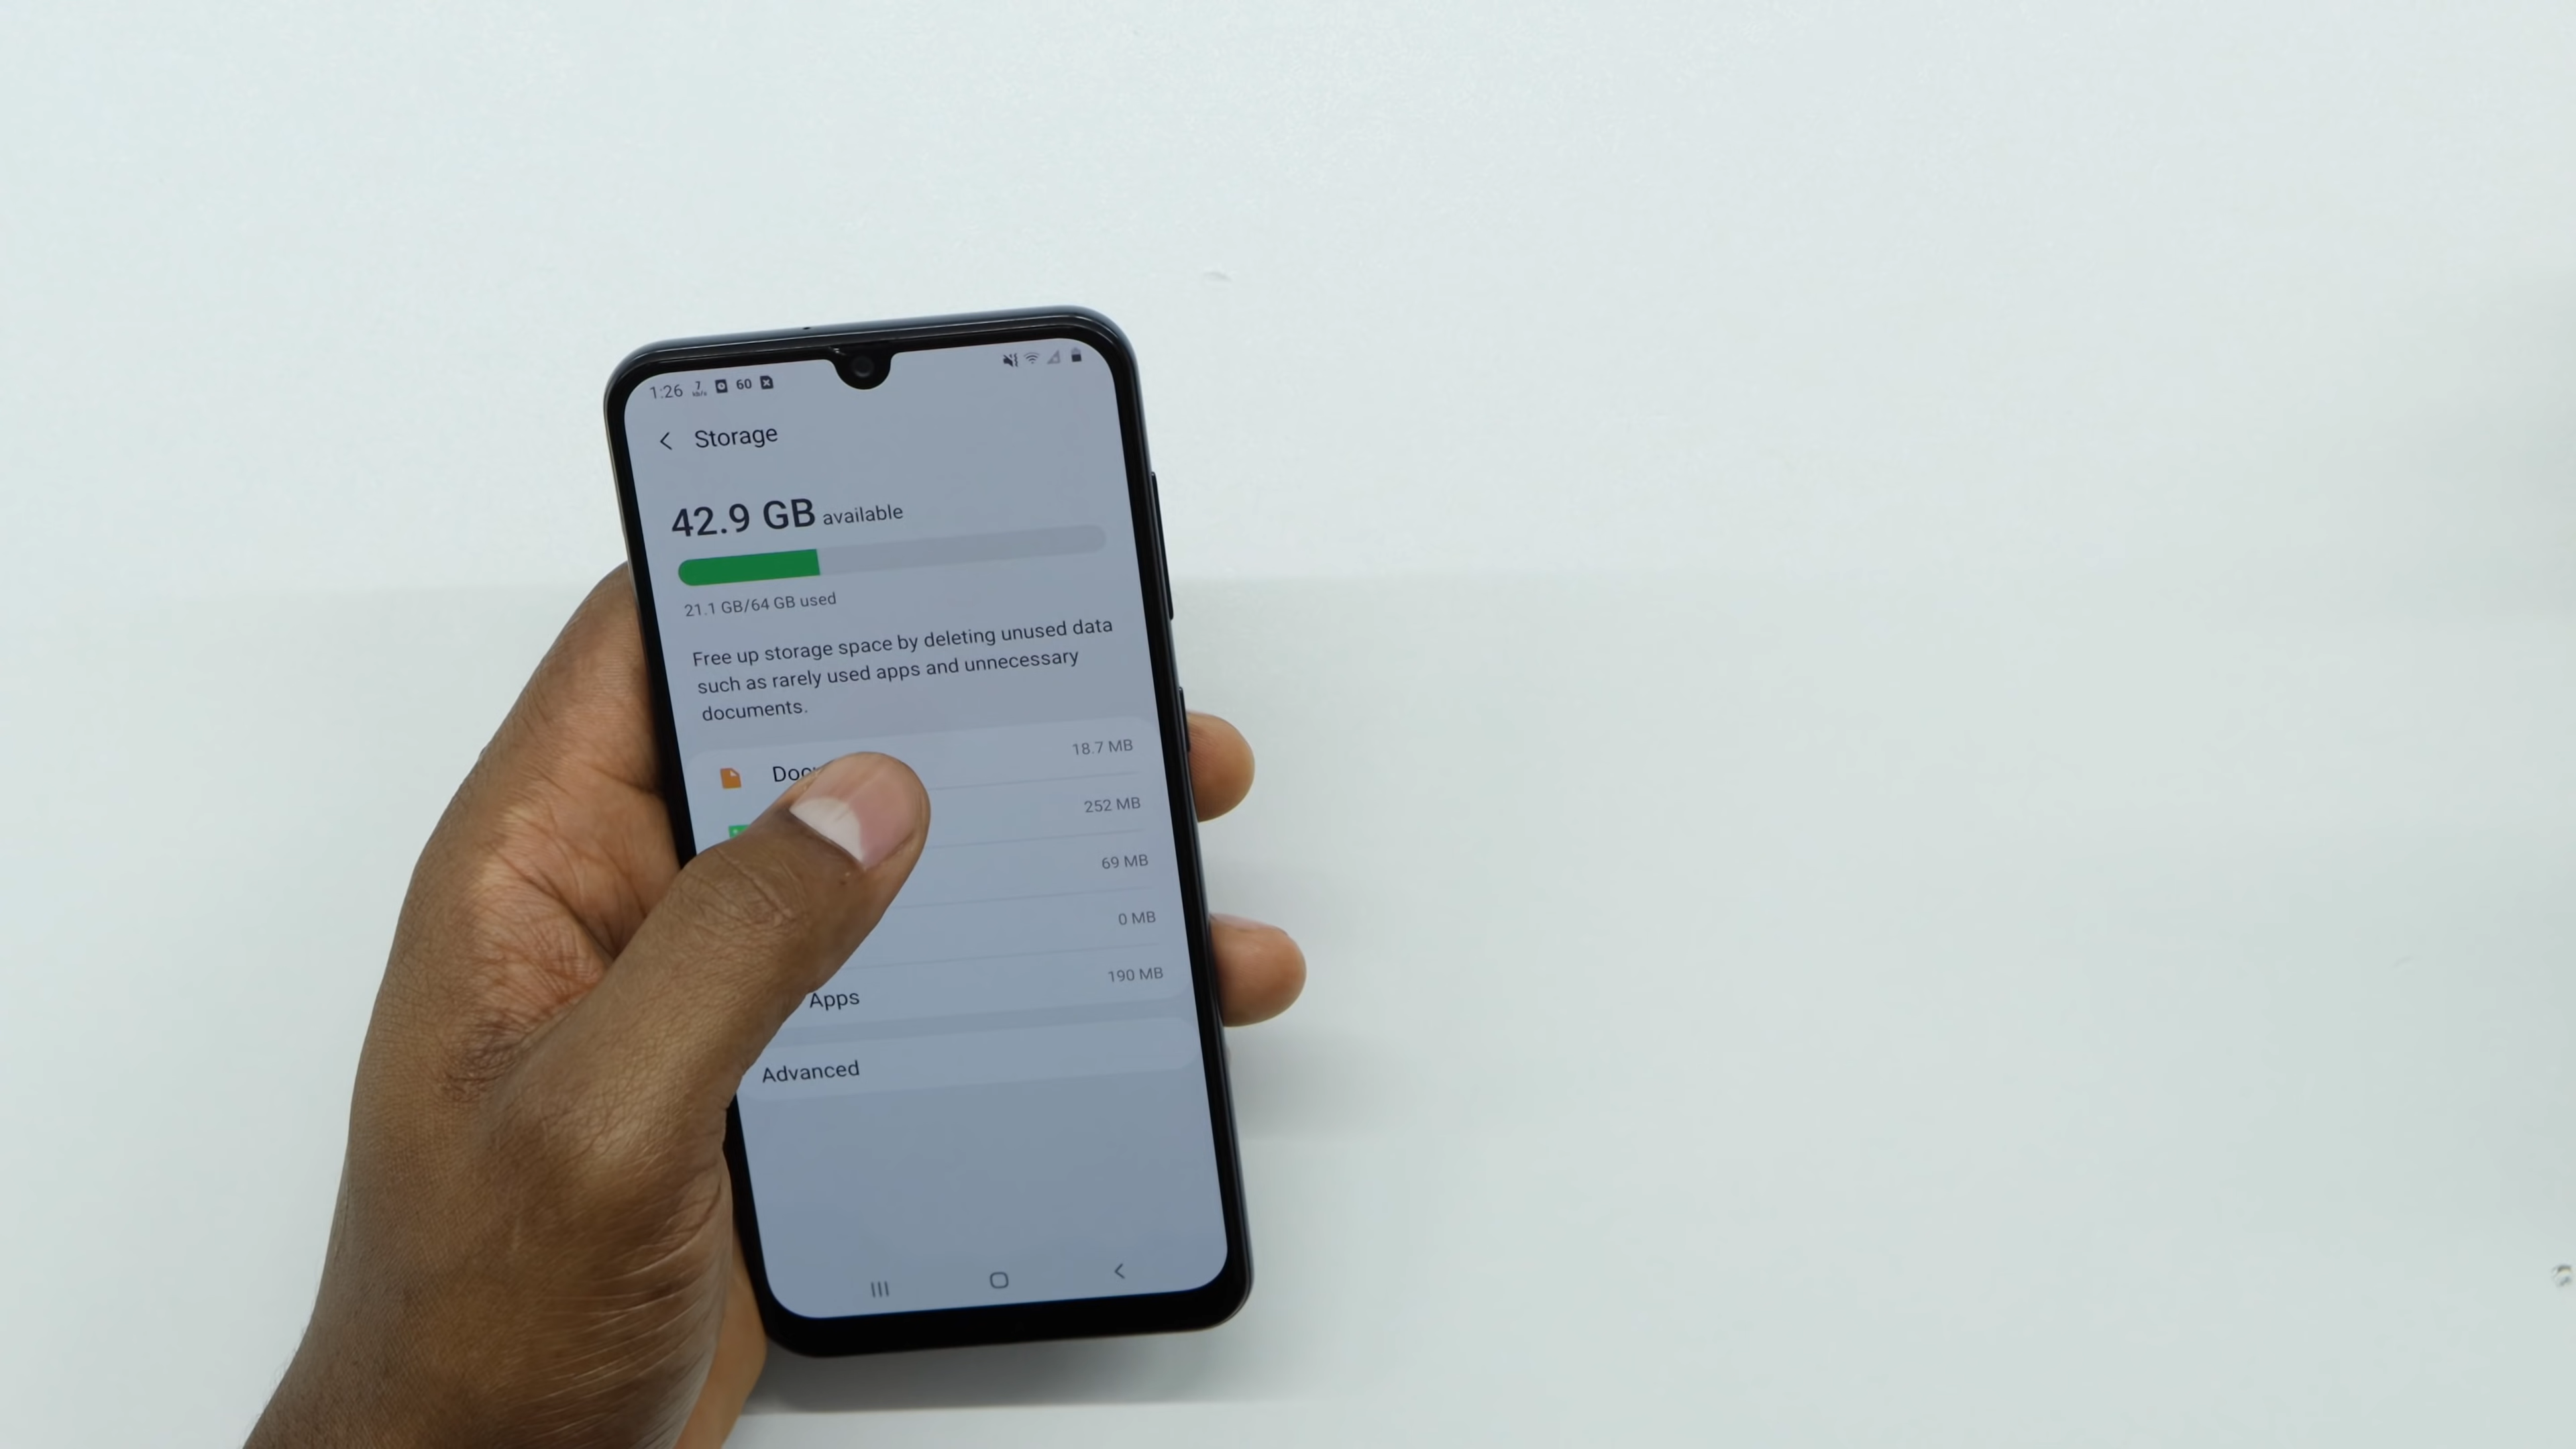 1:26 7 60
Storage
42.9 GB available
21.1 GB/64 GB used
Free up storage space by deleting unused data
such as rarely used apps and unnecessary
documents.
18.7 MB
252 MB
69 MB
0 MB
Apps 190 MB
Advanced